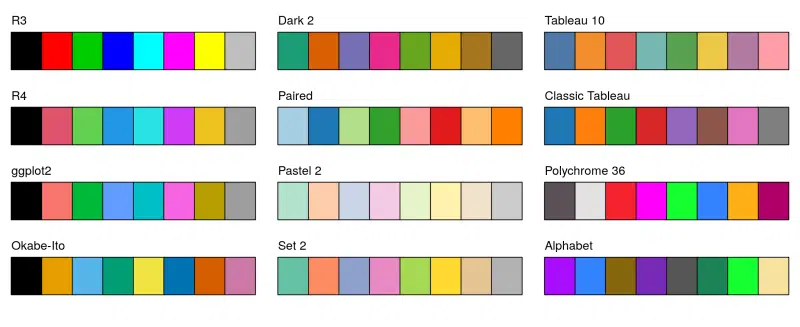 R3
Dark 2
Tableau 10
R4
Paired
Classic Tableau
ggplot2
Pastel 2
Polychrome 36
Okabe-Ito
Set 2
Alphabet